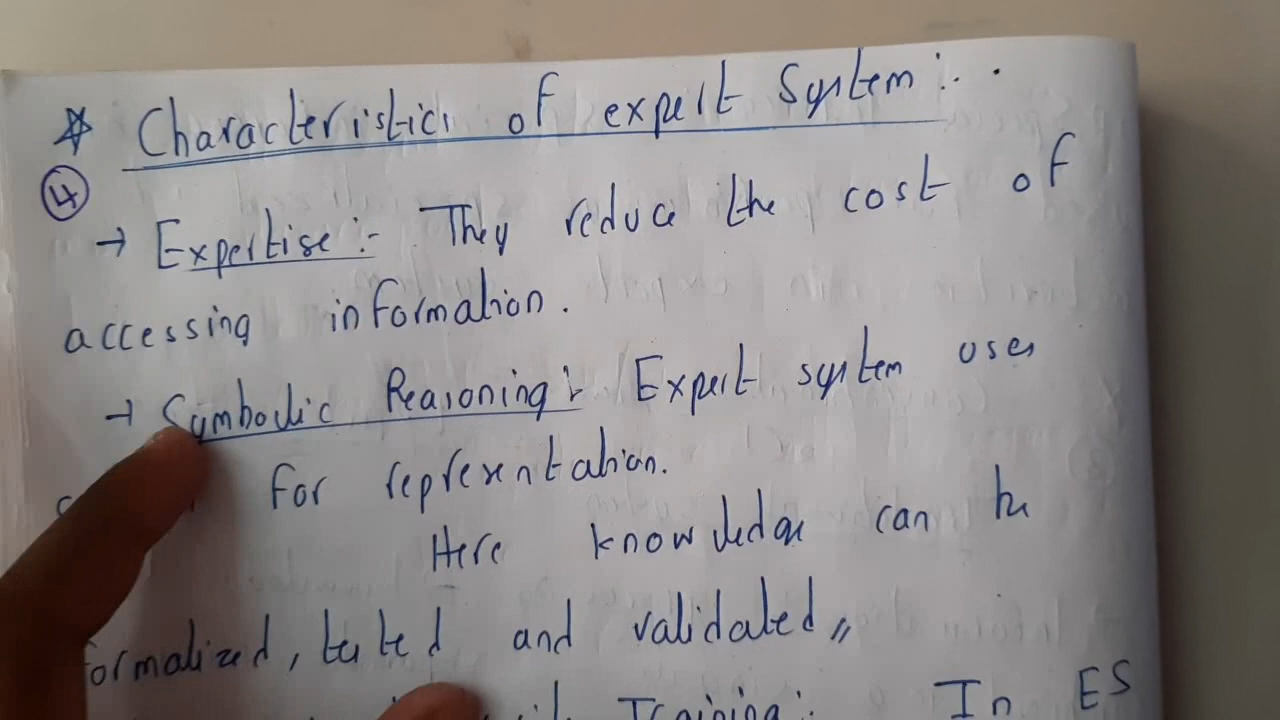 ☆ Characteristics of expert System:-
④
→ Expertise:- They reduce the cost of
accessing information.
→ Symbolic Reasoning: Expert system uses
for representation.
Here knowledge can be
formalized, tested and validated,,
Training: In ES